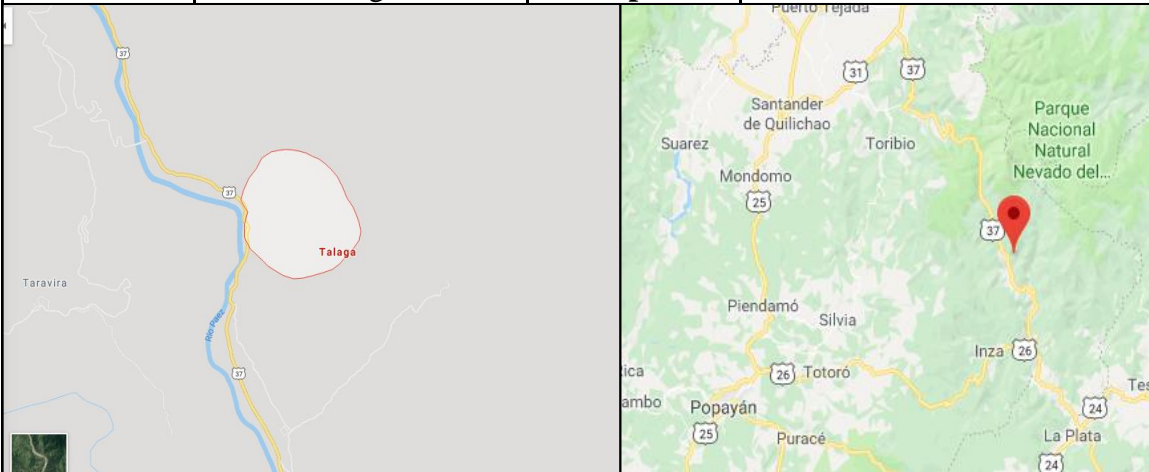 37
37
Talaga
Taravira
Río Paez
37
Puerto Tejada
31
37
Santander
de Quilichao
Parque
Nacional
Natural
Nevado del...
Suarez
Toribio
Mondomo
25
37
Piendamó
Silvia
Inza
26
26
Totoró
Popayán
24
25
Puracé
La Plata
24